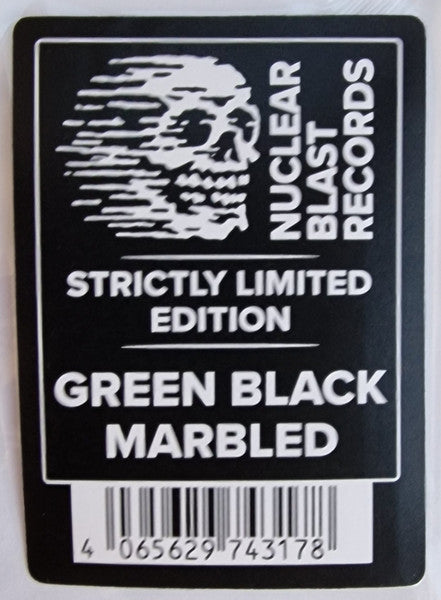 NUCLEAR
BLAST
RECORDS
STRICTLY LIMITED
EDITION
GREEN BLACK
MARBLED
4 065629 743178